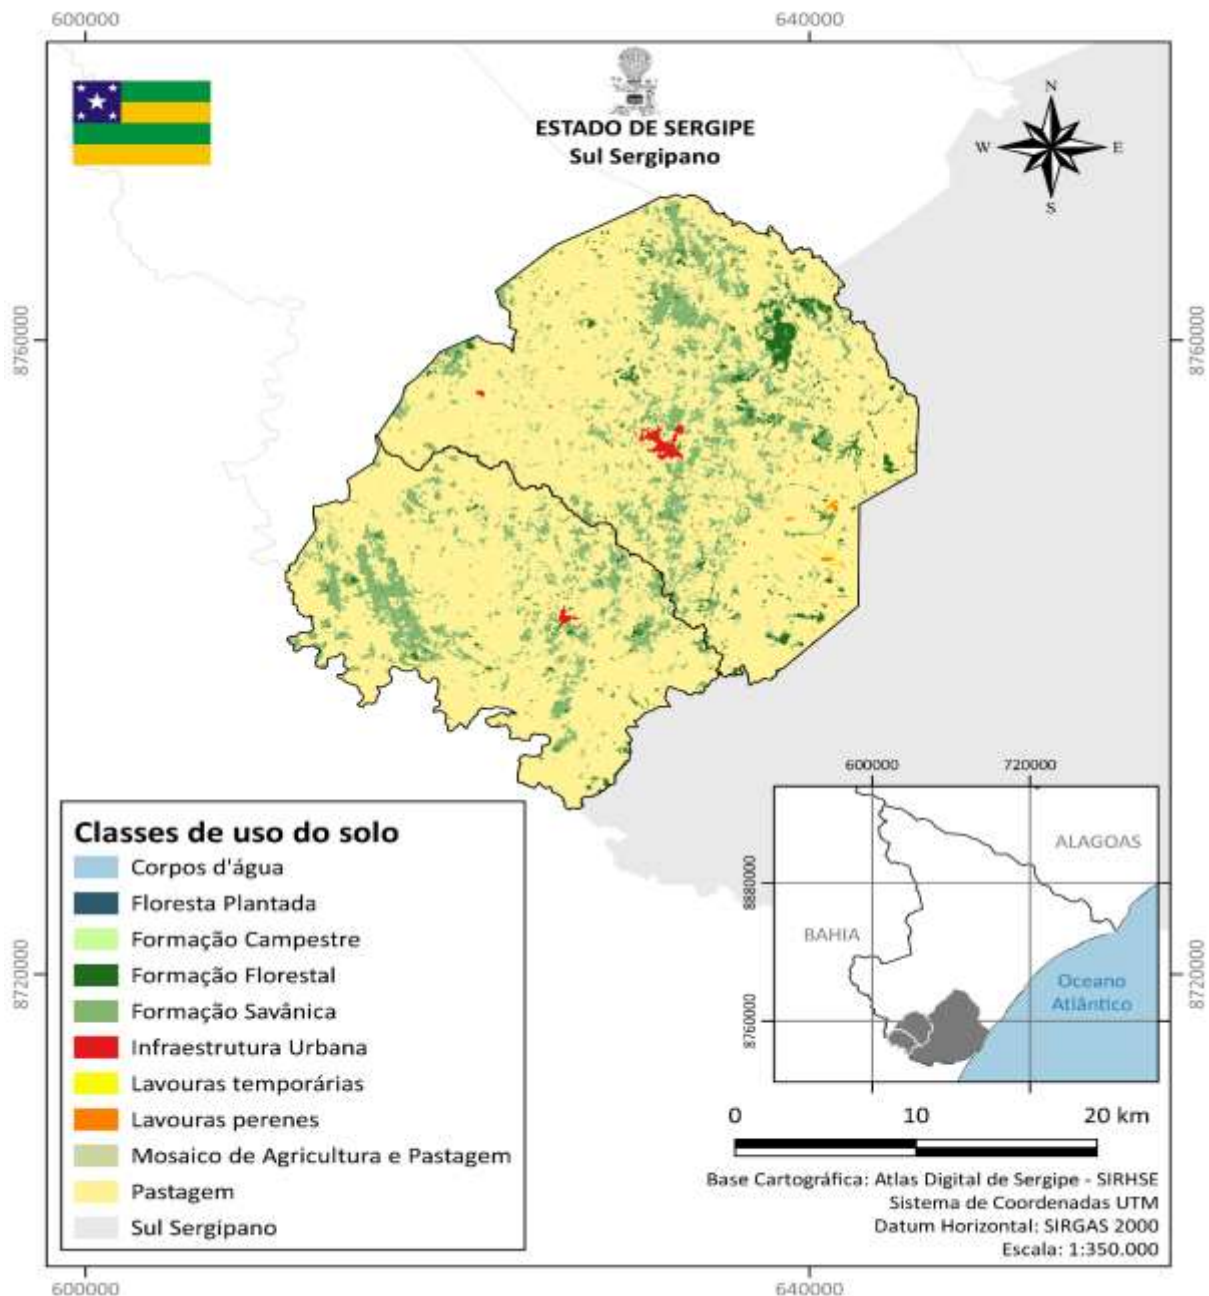 600000
640000
ESTADO DE SERGIPE
Sul Sergipano
N
W
E
S
8760000
8760000
Classes de uso do solo
Corpos d'água
Floresta Plantada
Formação Campestre
Formação Florestal
Formação Savânica
Infraestrutura Urbana
Lavouras temporárias
Lavouras perenes
Mosaico de Agricultura e Pastagem
Pastagem
Sul Sergipano
8720000
8720000
600000
720000
8880000
8760000
ALAGOAS
BAHIA
Oceano
Atlântico
0 10 20 km
Base Cartográfica: Atlas Digital de Sergipe - SIRHSE
Sistema de Coordenadas UTM
Datum Horizontal: SIRGAS 2000
Escala: 1:350.000
600000
640000